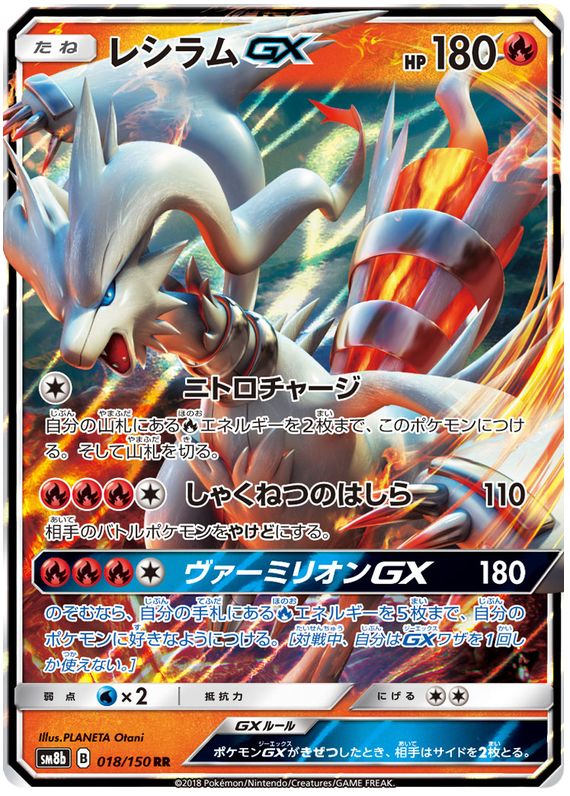 たね レシラムGX HP 180
ニトロチャージ
自分の山札にあるエネルギーを2枚まで、このポケモンにつけ
る。そして山札を切る。
しゃくねつのはしら 110
相手のバトルポケモンをやけどにする。
ヴァーミリオンGX 180
のぞむなら、自分の手札にあるエネルギーを5枚まで、自分の
ポケモンに好きなようにつける。[対戦中、自分はGXワザを1回し
か使えない。]
弱点 ×2 抵抗力 にげる
Illus.PLANETA Otani
GXルール
ポケモンGXがきぜつしたとき、相手はサイドを2枚とる。
SM8b B 018/150 RR
©2018 Pokémon/Nintendo/Creatures/GAME FREAK.